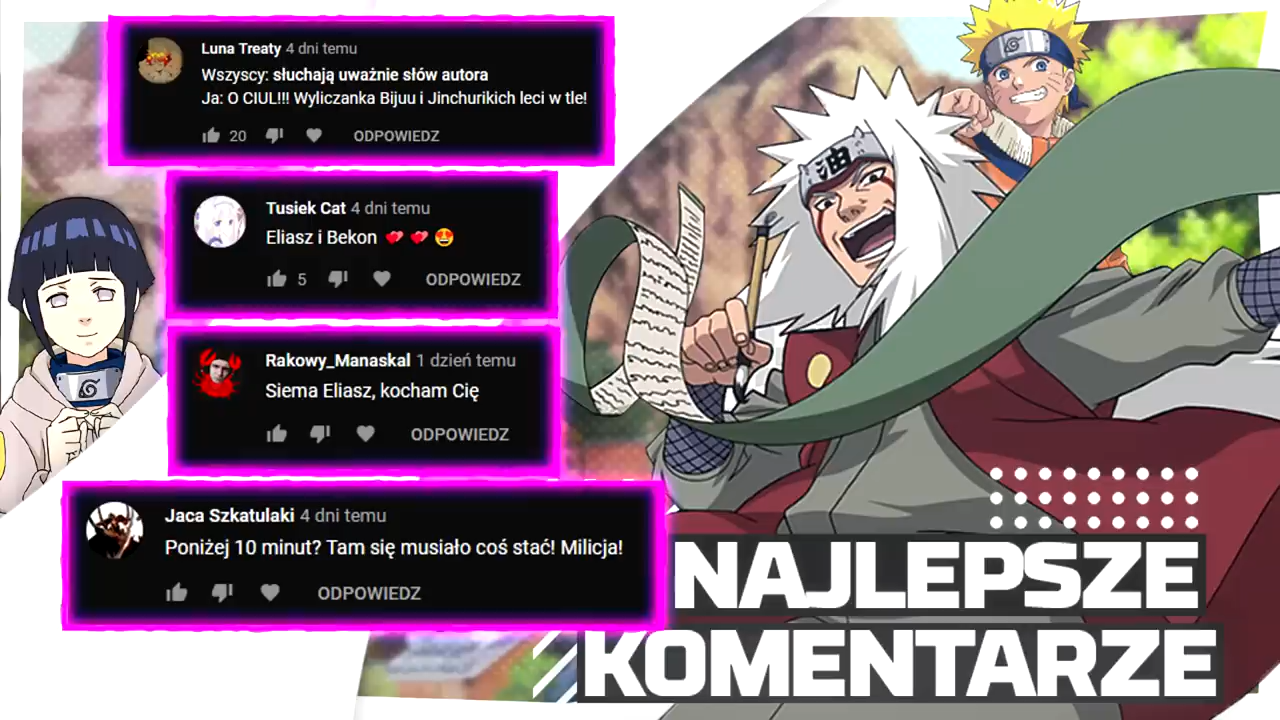 Luna Treaty 4 dni temu
Wszyscy: słuchają uważnie słów autora
Ja: O CIUL!!! Wyliczanka Bijuu i Jinchurikich leci w tle!
20 ODPOWIEDZ
Tusiek Cat 4 dni temu
Eliasz i Bekon 💕 💕 😍
5 ODPOWIEDZ
Rakowy_Manaskal 1 dzień temu
Siema Eliasz, kocham Cię
ODPOWIEDZ
Jaca Szkatulaki 4 dni temu
Poniżej 10 minut? Tam się musiało coś stać! Milicja!
ODPOWIEDZ
油
NAJLEPSZE
KOMENTARZE